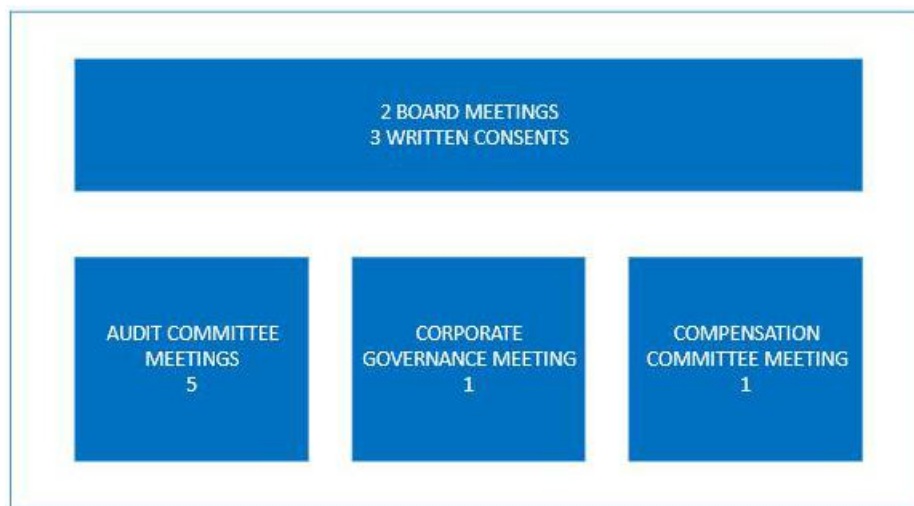 2 BOARD MEETINGS
3 WRITTEN CONSENTS
AUDIT COMMITTEE
MEETINGS
5
CORPORATE
GOVERNANCE MEETING
1
COMPENSATION
COMMITTEE MEETING
1